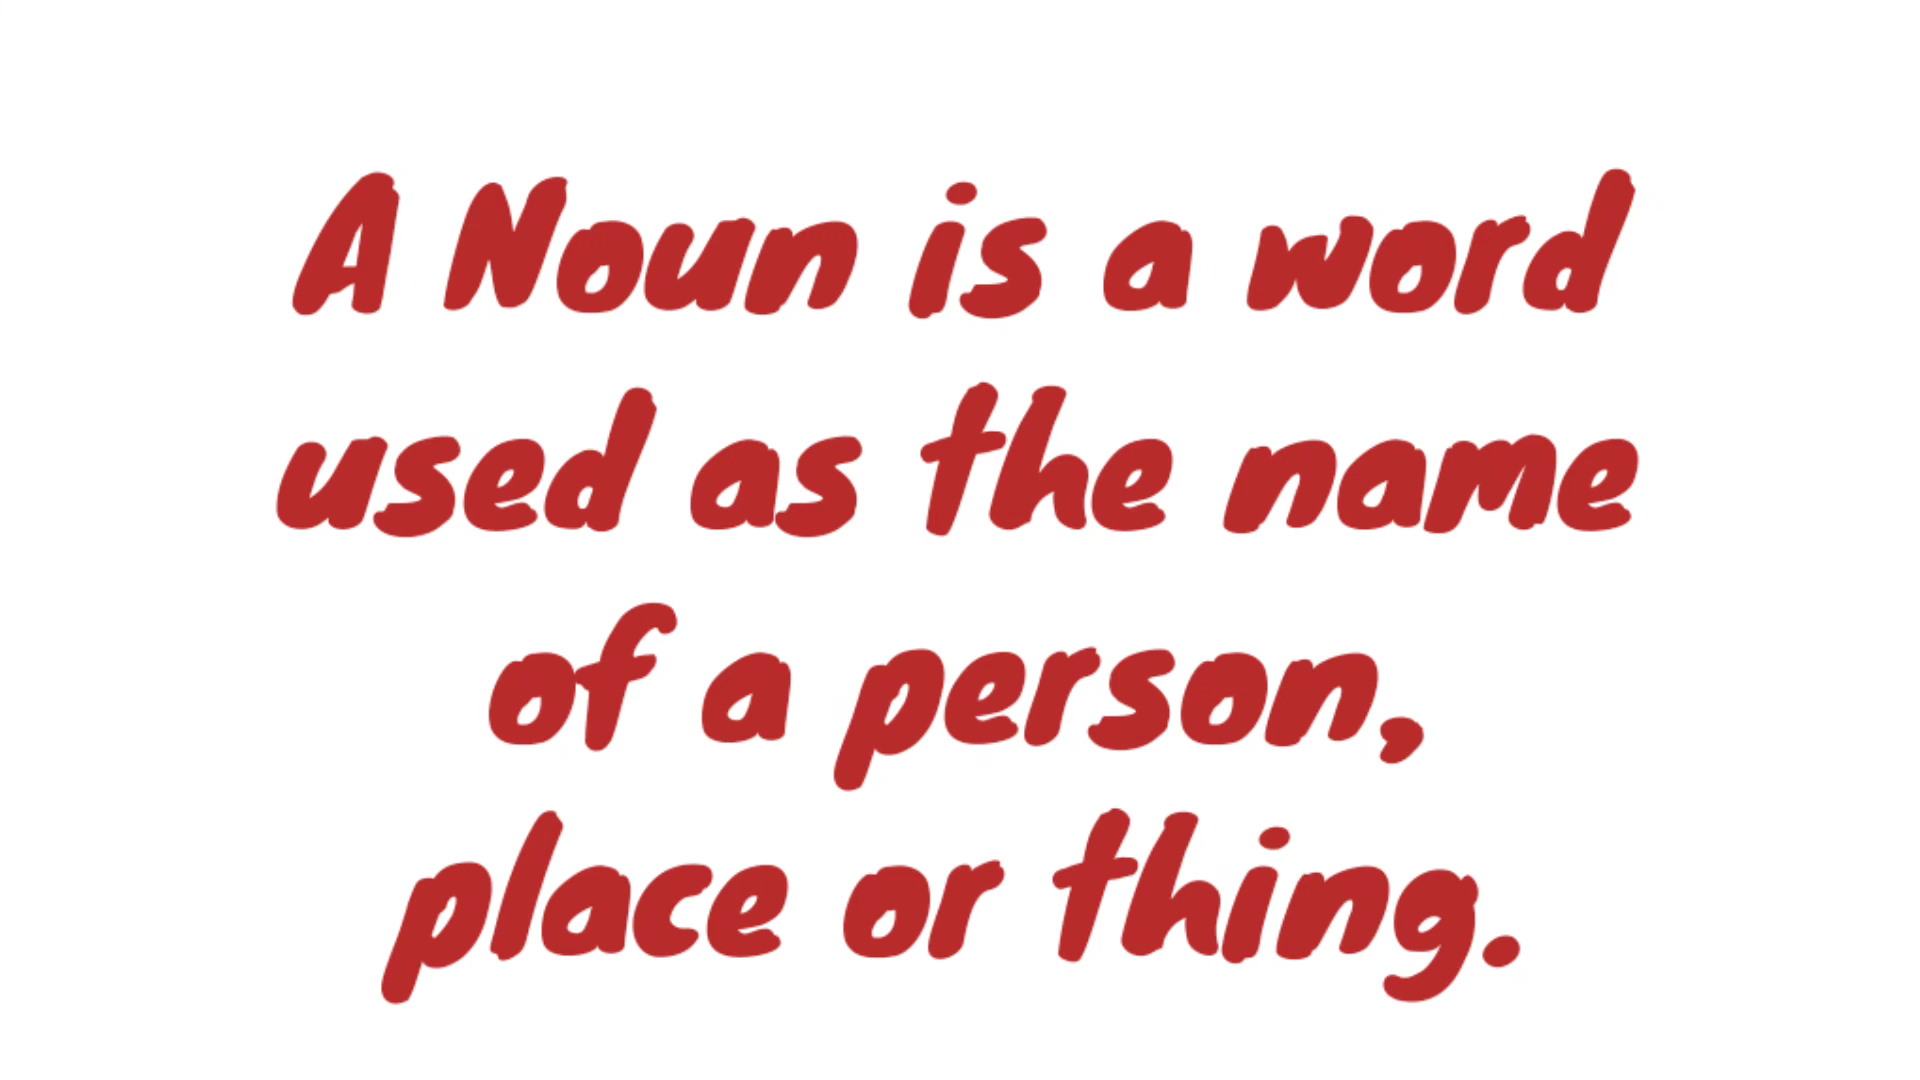 A Noun is a word
used as the name
of a person,
place or thing.